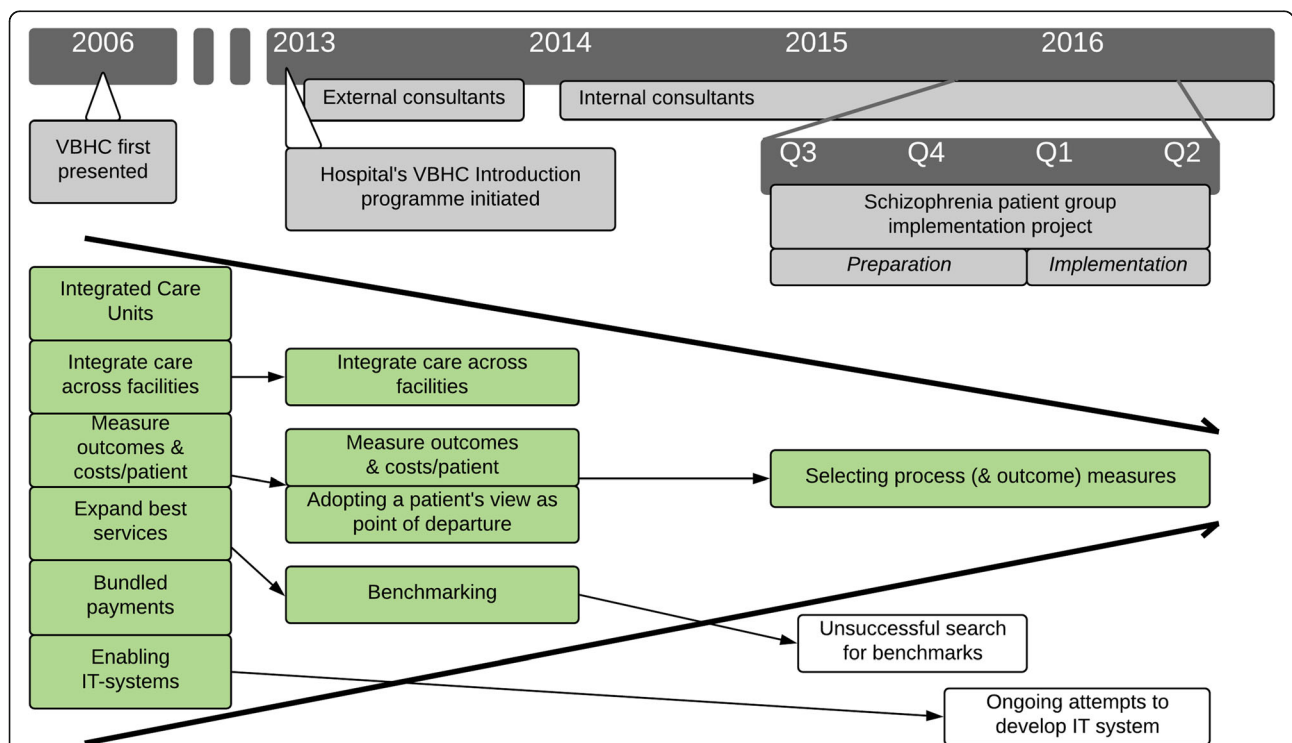 2006
2013
2014
2015
2016
External consultants
Internal consultants
VBHC first
presented
Hospital's VBHC Introduction
programme initiated
Q3
Q4
Q1
Q2
Schizophrenia patient group
implementation project
Preparation
Implementation
Integrated Care
Units
Integrate care
across facilities
Measure
outcomes &
costs/patient
Expand best
services
Bundled
payments
Enabling
IT-systems
Integrate care across
facilities
Measure outcomes
& costs/patient
Adopting a patient's view as
point of departure
Benchmarking
Selecting process (& outcome) measures
Unsuccessful search
for benchmarks
Ongoing attempts to
develop IT system